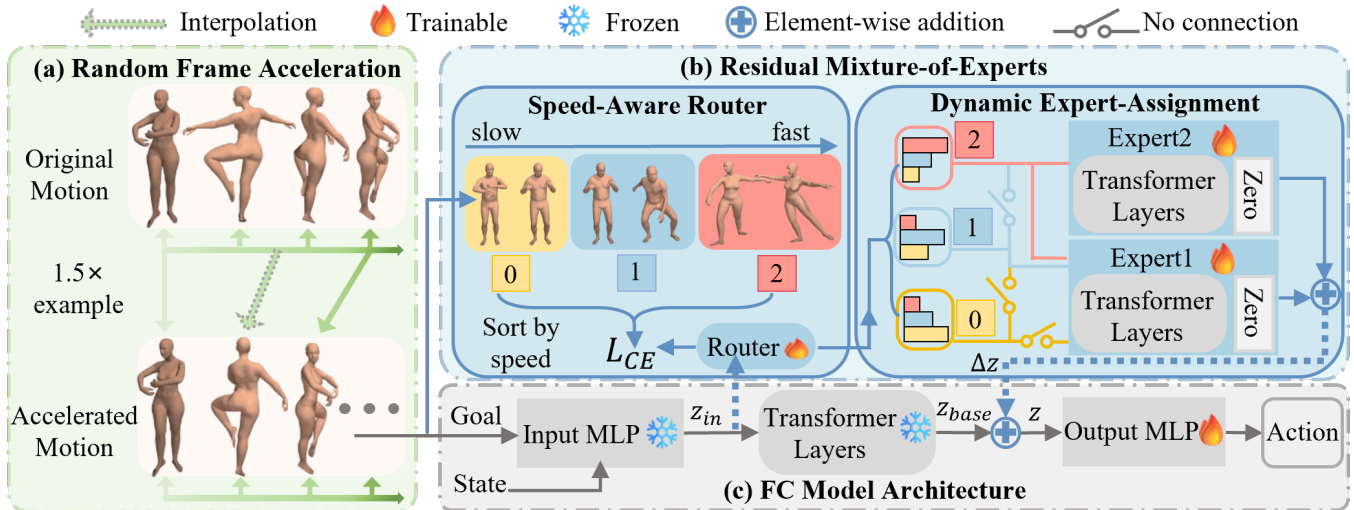 Interpolation
Trainable
Frozen
Element-wise addition
No connection
(a) Random Frame Acceleration
Original
Motion
1.5×
example
Accelerated
Motion
(b) Residual Mixture-of-Experts
Speed-Aware Router
slow
fast
0
1
2
Sort by
speed
L_CE
Router
Dynamic Expert-Assignment
2
1
0
Expert2
Transformer
Layers
Zero
Expert1
Transformer
Layers
Zero
Δz
Goal
State
Input MLP
z_in
Transformer
Layers
z_base
z
Output MLP
Action
(c) FC Model Architecture